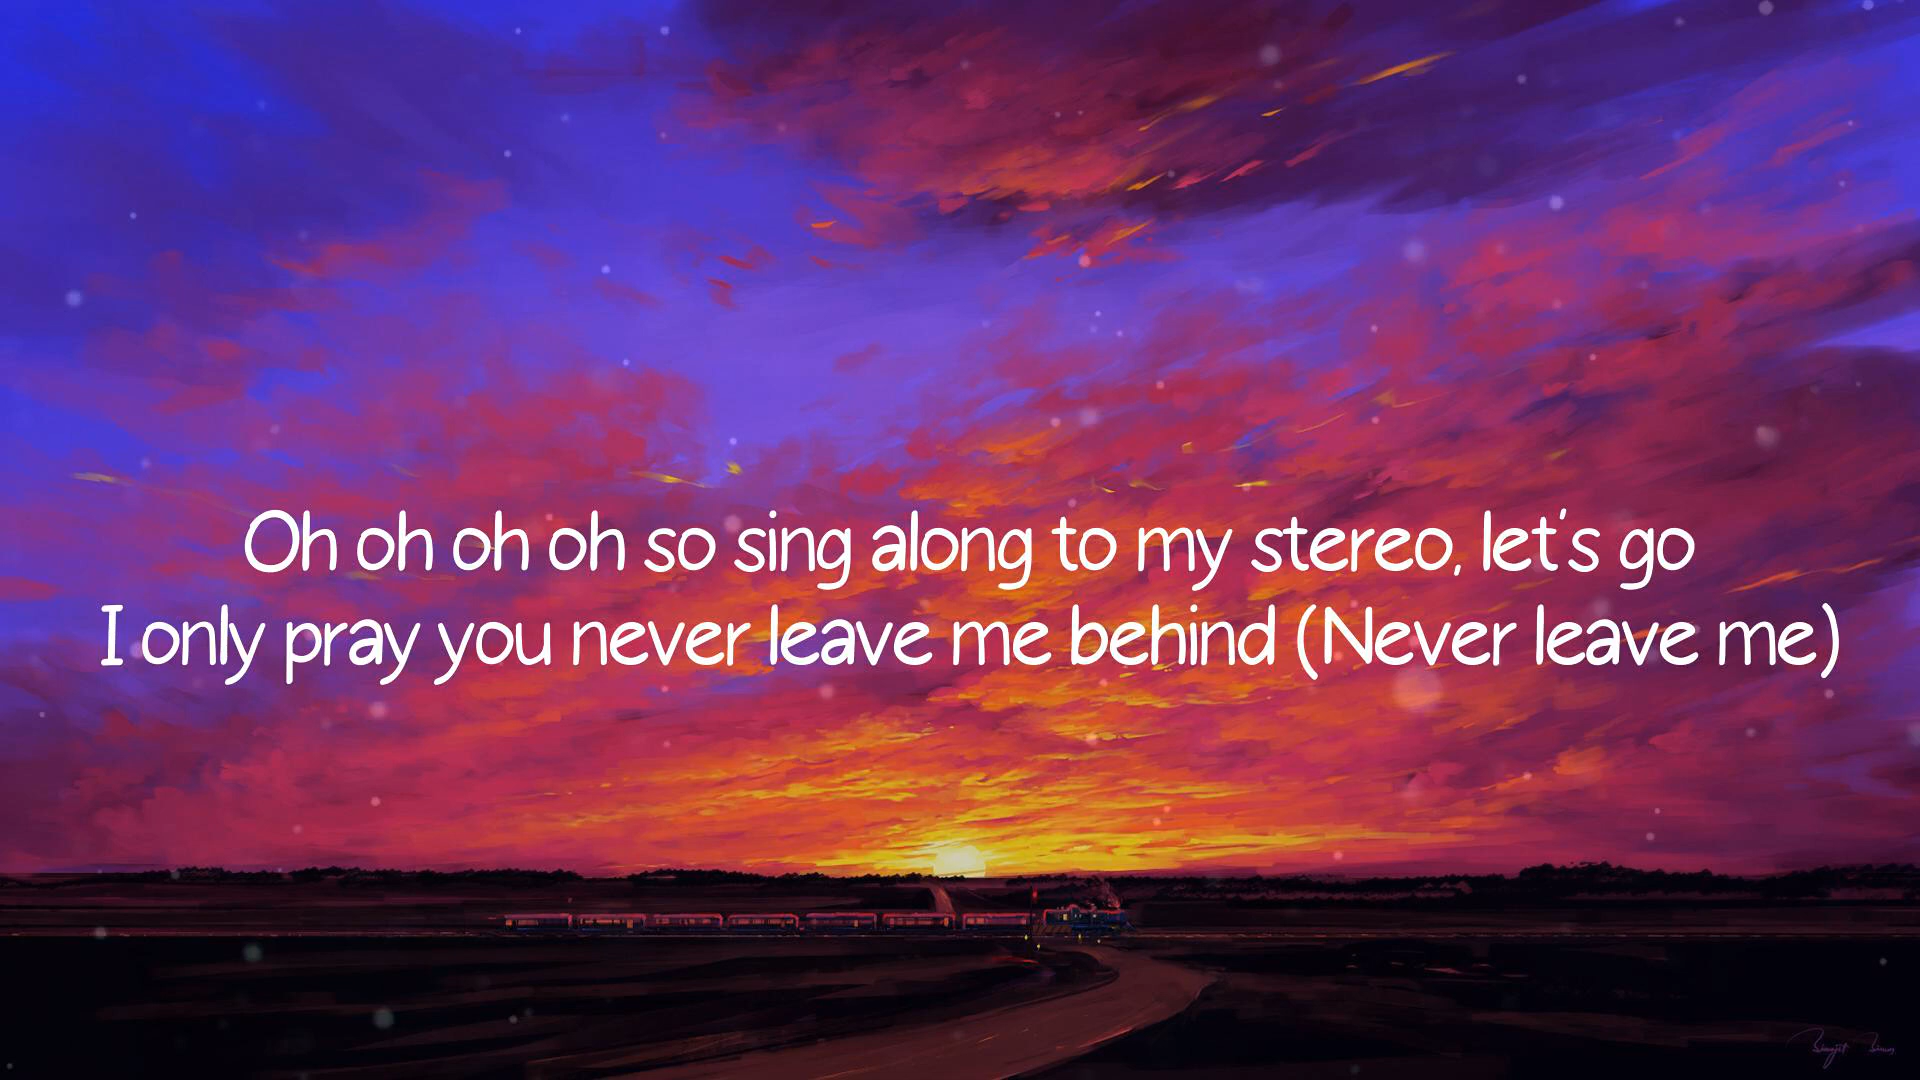 Oh oh oh oh so sing along to my stereo, let's go
I only pray you never leave me behind (Never leave me)